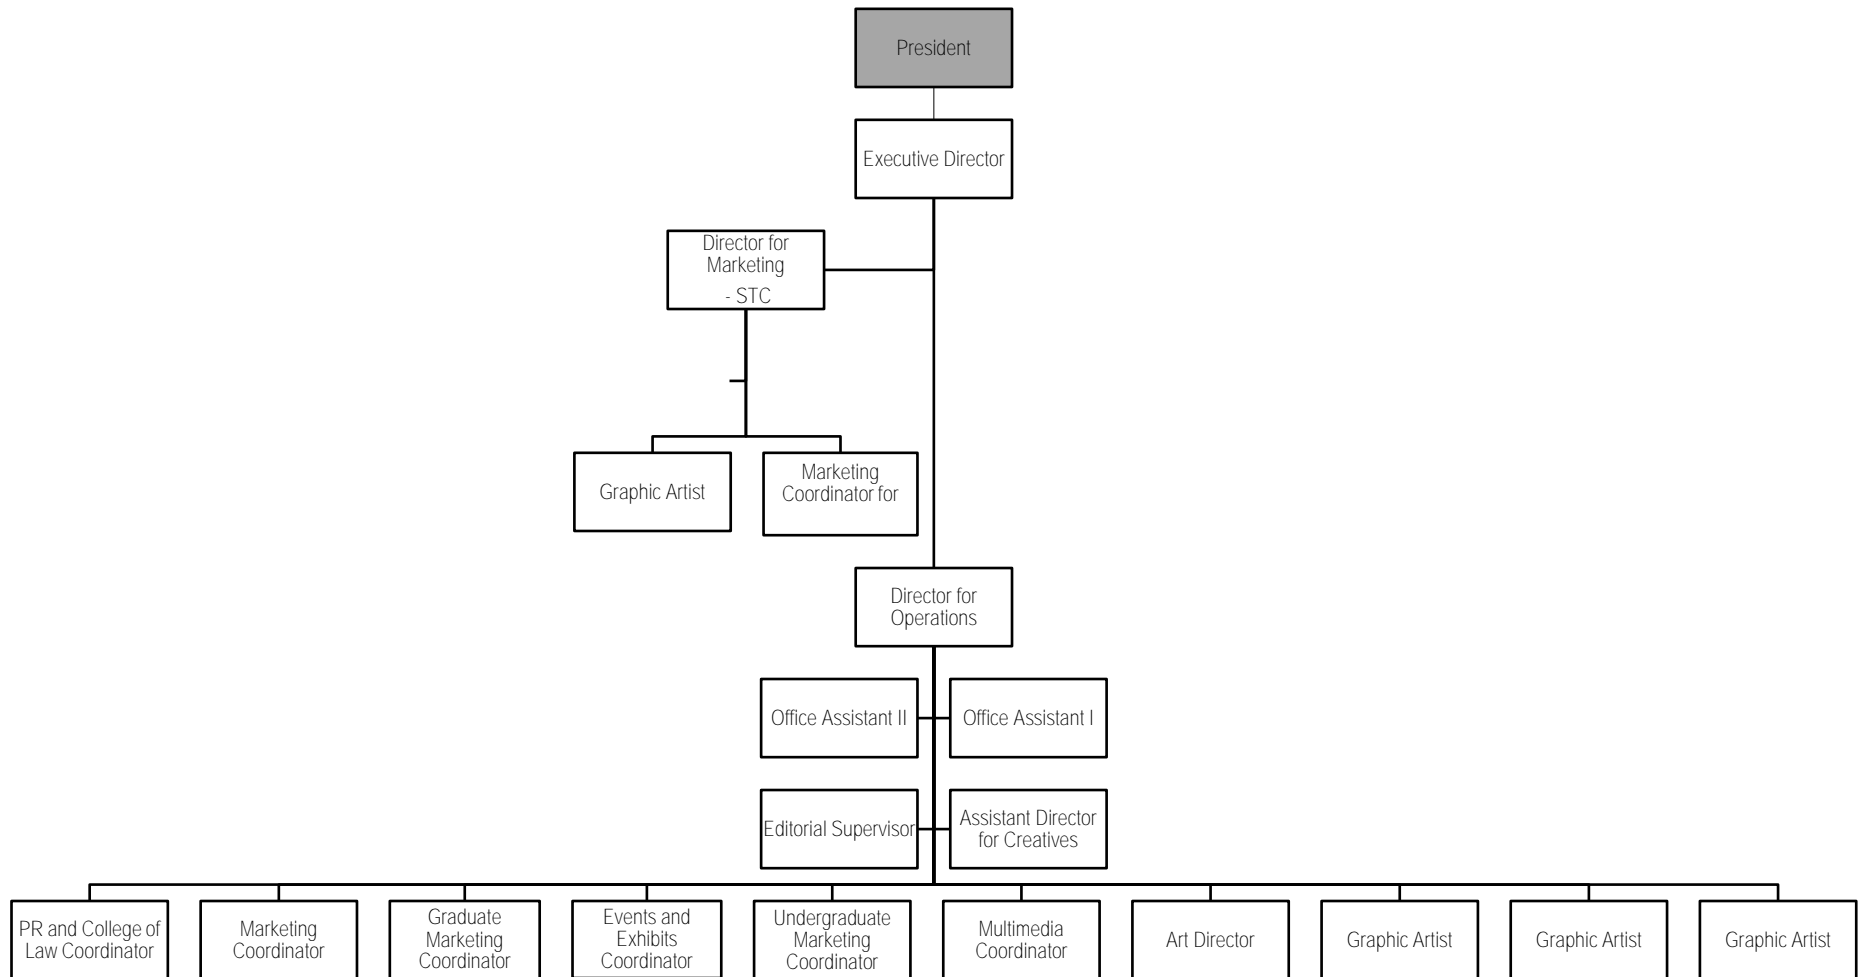 President
Executive Director
Director for
Marketing
- STC
Graphic Artist
Marketing
Coordinator for
Director for
Operations
Office Assistant II
Office Assistant I
Editorial Supervisor
Assistant Director
for Creatives
PR and College of
Law Coordinator
Marketing
Coordinator
Graduate
Marketing
Coordinator
Events and
Exhibits
Coordinator
Undergraduate
Marketing
Coordinator
Multimedia
Coordinator
Art Director
Graphic Artist
Graphic Artist
Graphic Artist